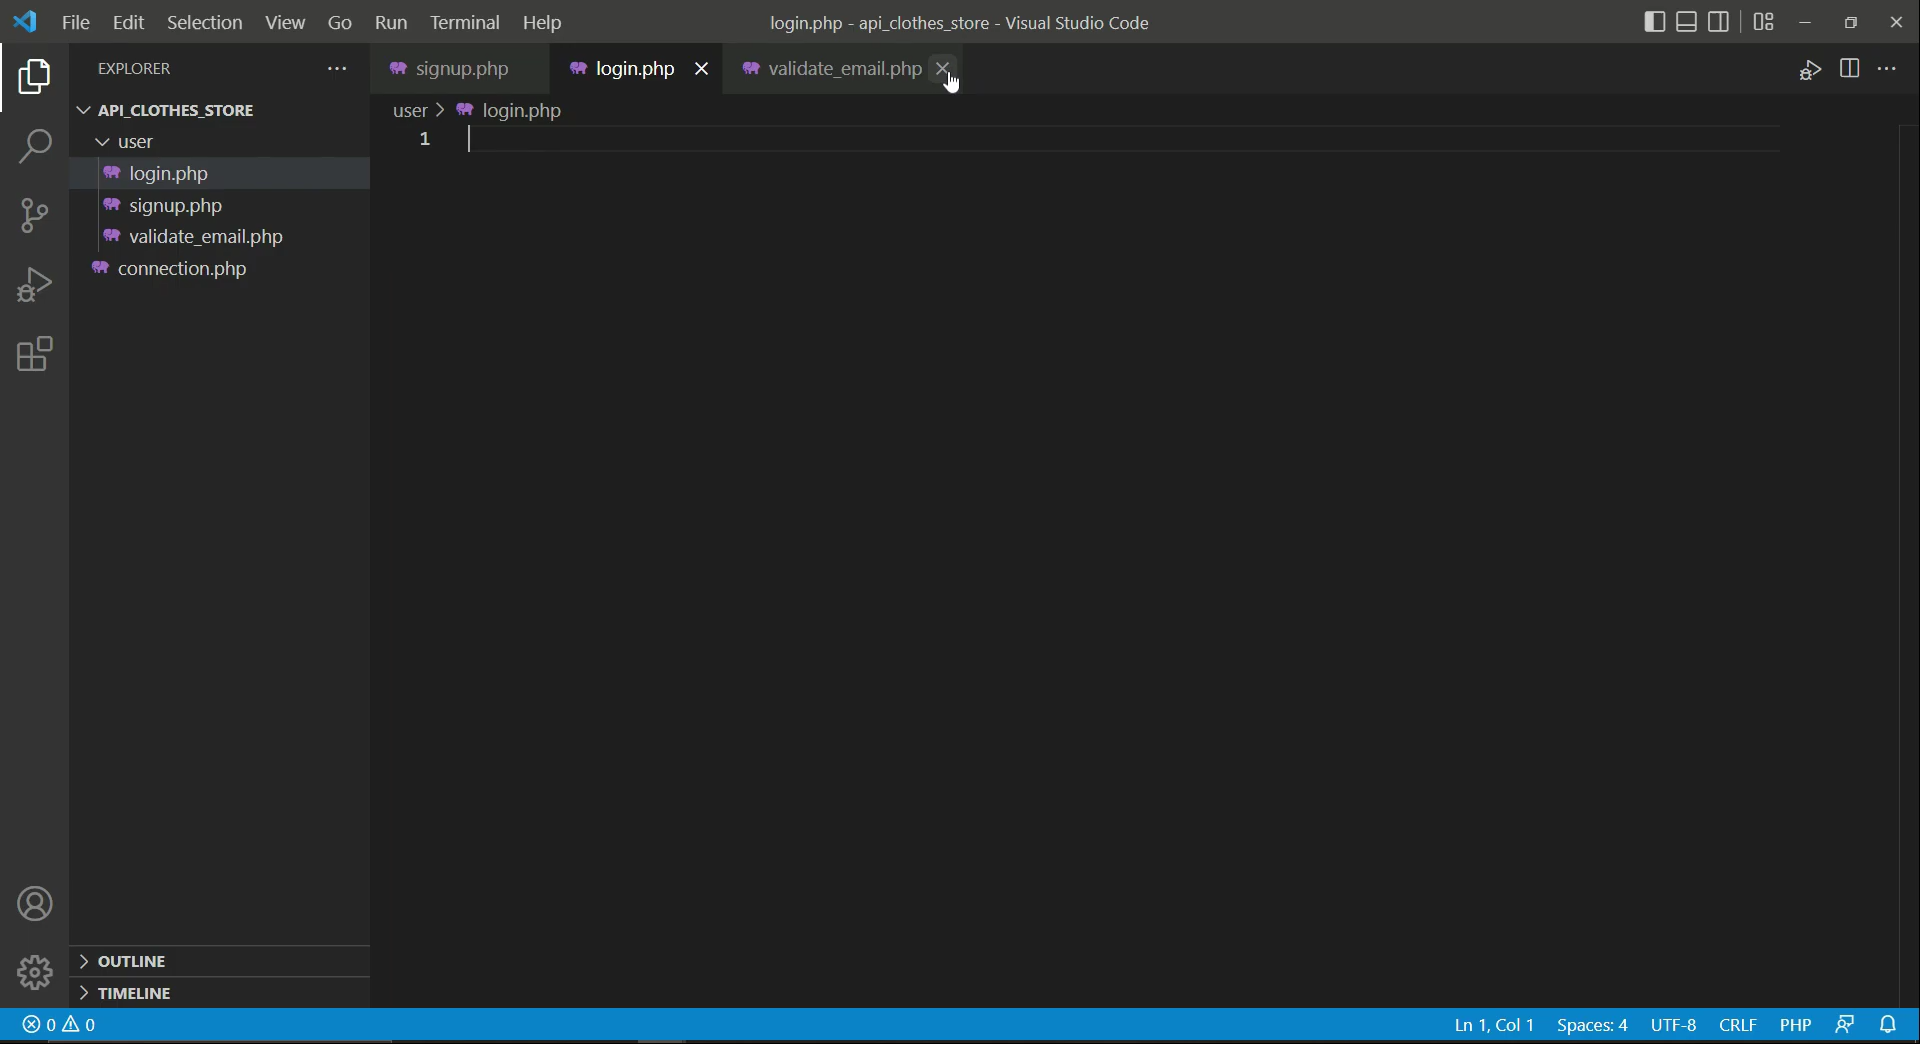 File Edit Selection View Go Run Terminal Help
login.php - api_clothes_store - Visual Studio Code
EXPLORER
API_CLOTHES_STORE
user
login.php
signup.php
validate_email.php
connection.php
OUTLINE
TIMELINE
signup.php login.php validate_email.php
user > login.php
1
0 0
Ln 1, Col 1 Spaces: 4 UTF-8 CRLF PHP